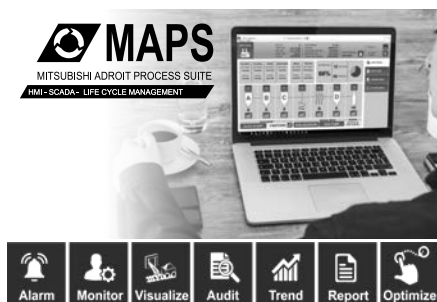 MAPS
MITSUBISHI ADROIT PROCESS SUITE
HMI - SCADA - LIFE CYCLE MANAGEMENT
A B C D
Alarm Monitor Visualize Audit Trend Report Optimize